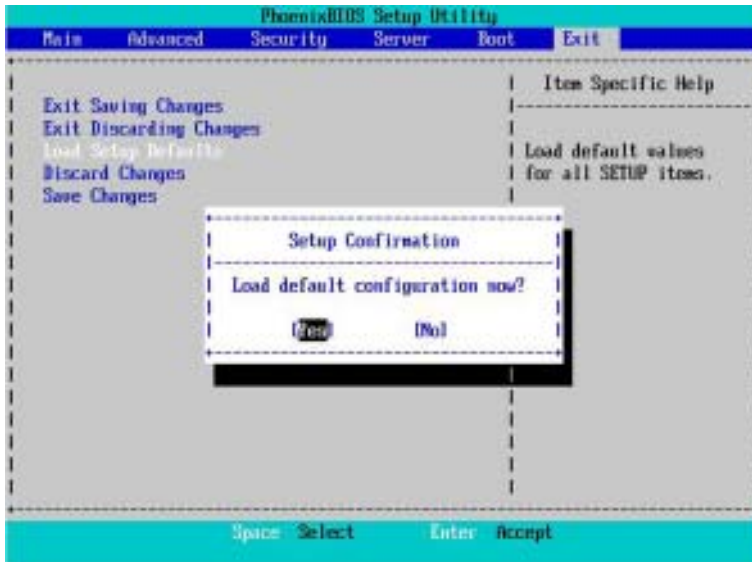 PhoenixBIOS Setup Utility
Main Advanced Security Server Boot Exit
Item Specific Help
Exit Saving Changes
Exit Discarding Changes
Load Setup Defaults
Discard Changes
Save Changes
Load default values
for all SETUP items.
Setup Confirmation
Load default configuration now?
[Yes] [No]
Space Select Enter Accept